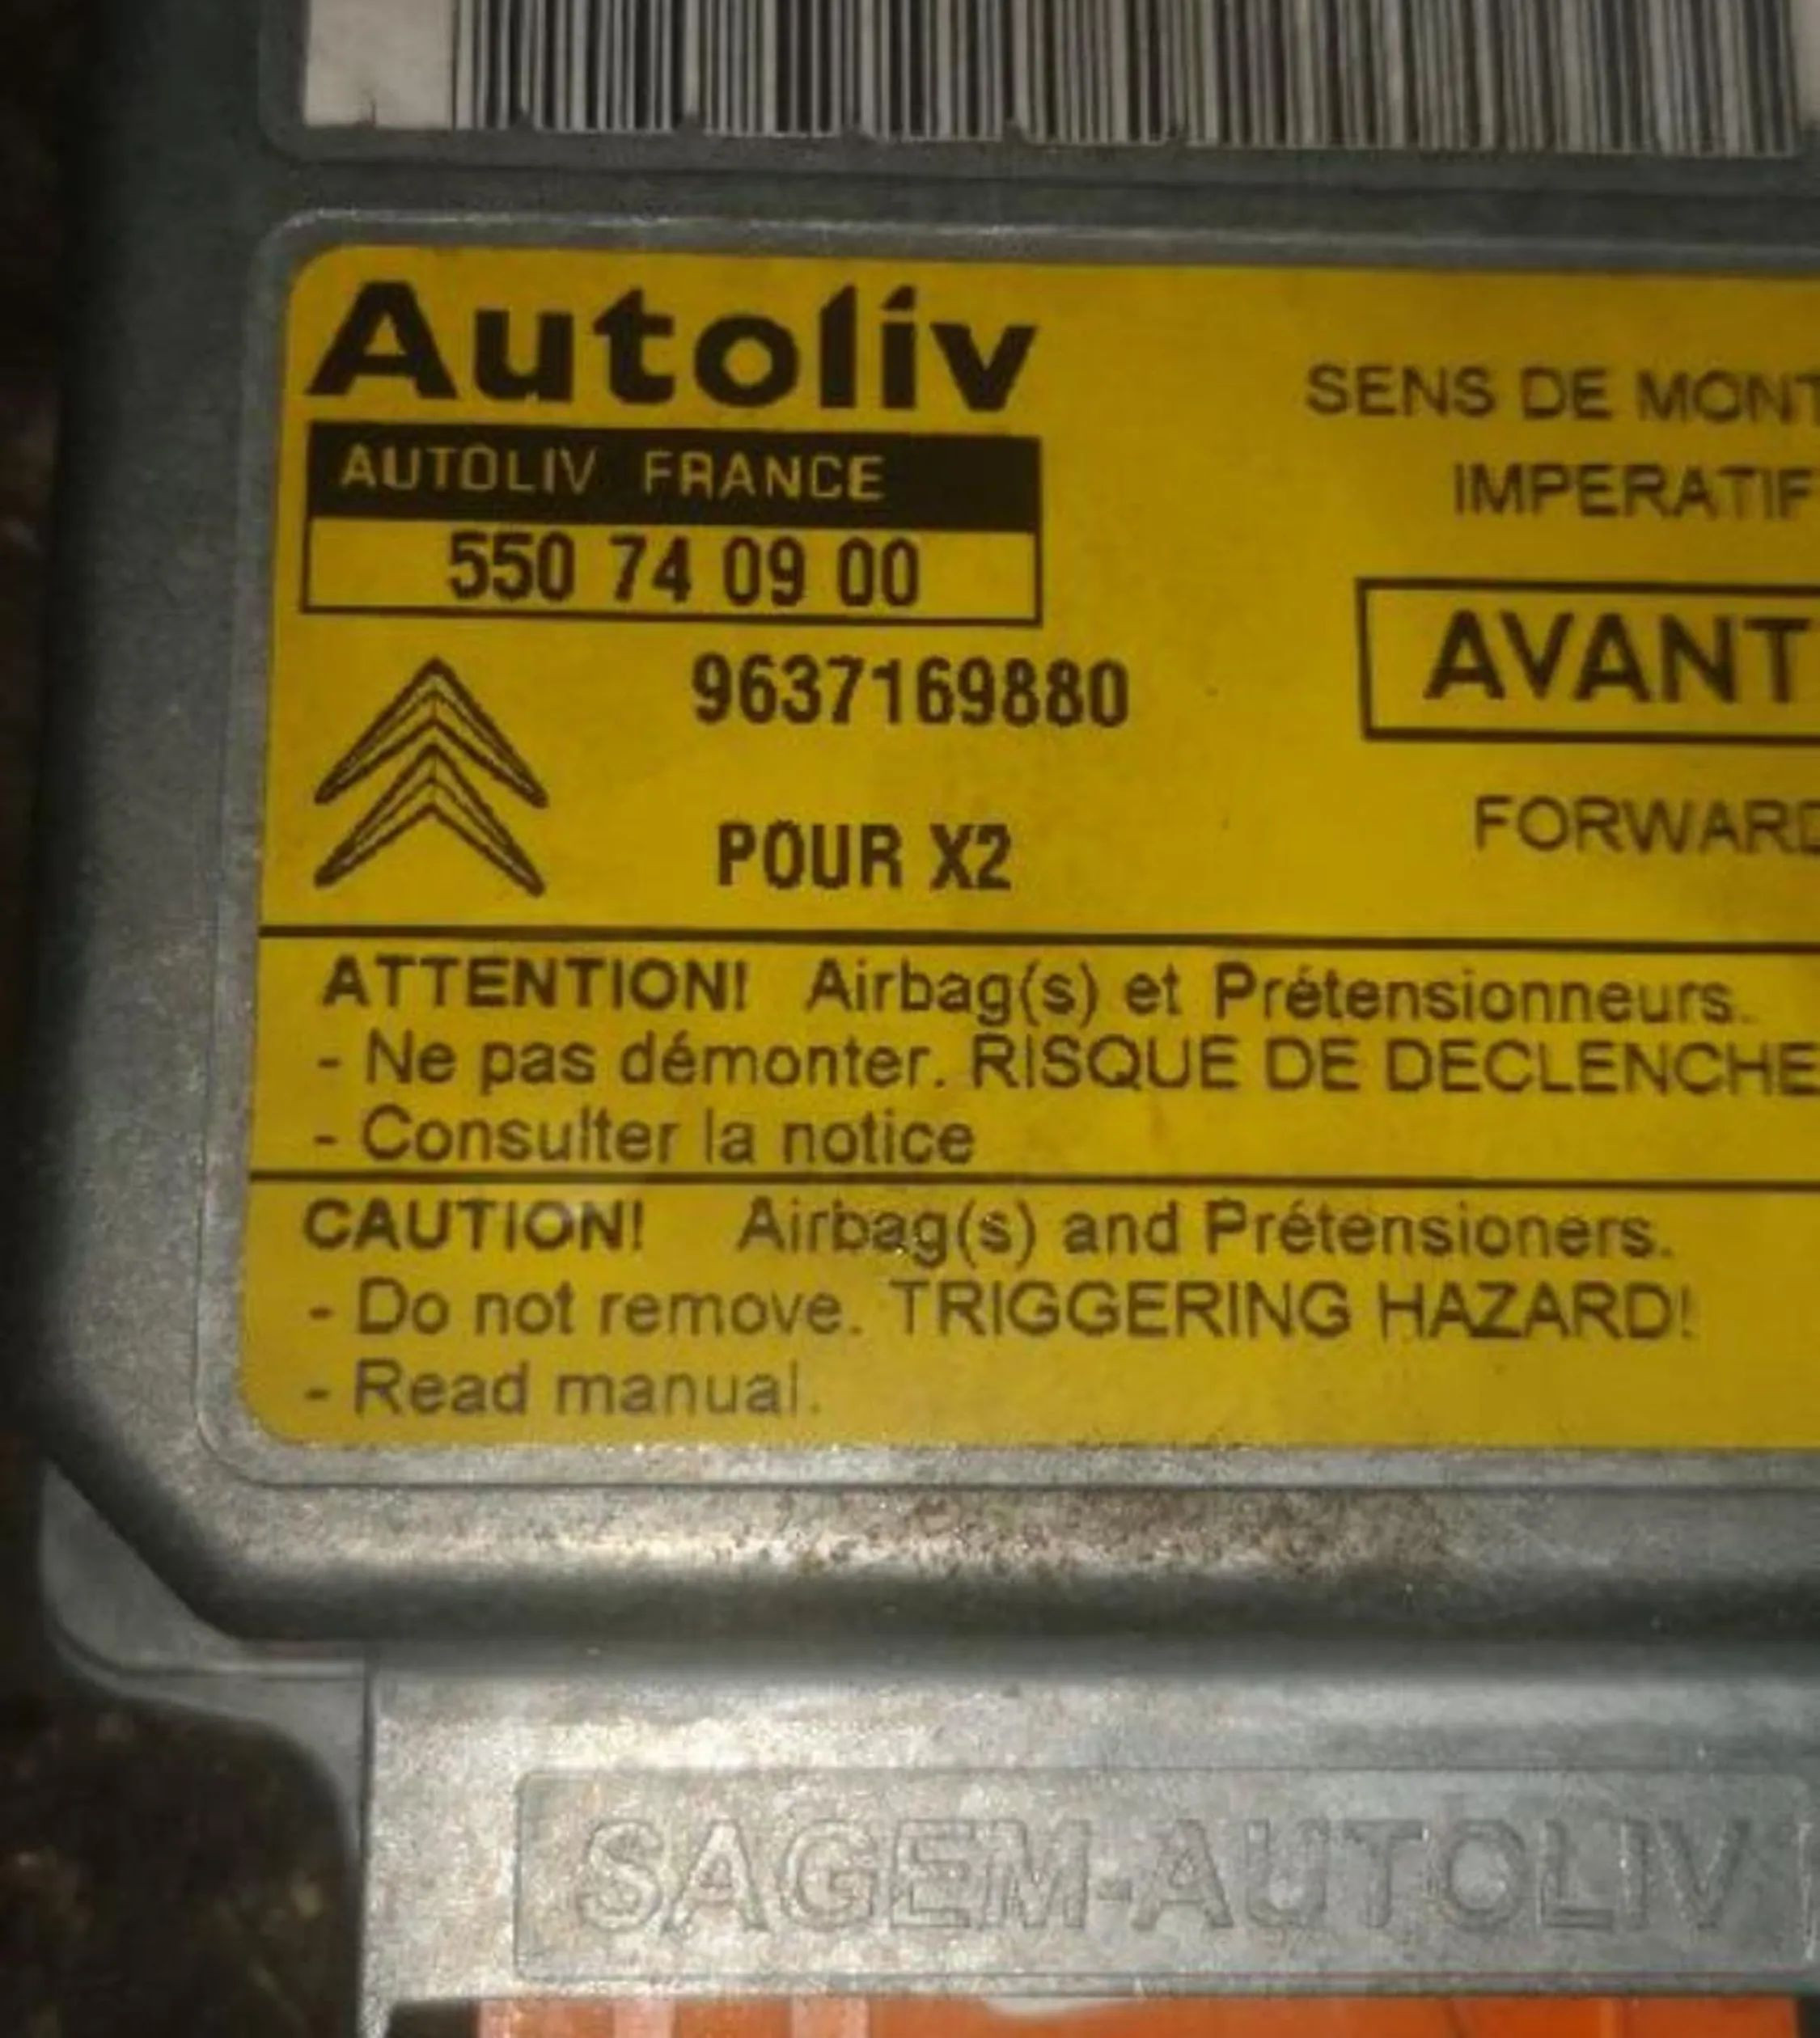 Autoliv
AUTOLIV FRANCE
550 74 09 00
9637169880
POUR X2
SENS DE MONT
IMPERATIF
AVANT
FORWARD
ATTENTION! Airbag(s) et Prétensionneurs.
- Ne pas démonter. RISQUE DE DECLENCHE
- Consulter la notice
CAUTION! Airbag(s) and Prétensioners.
- Do not remove. TRIGGERING HAZARD!
- Read manual.
SAGEM-AUTOLIV